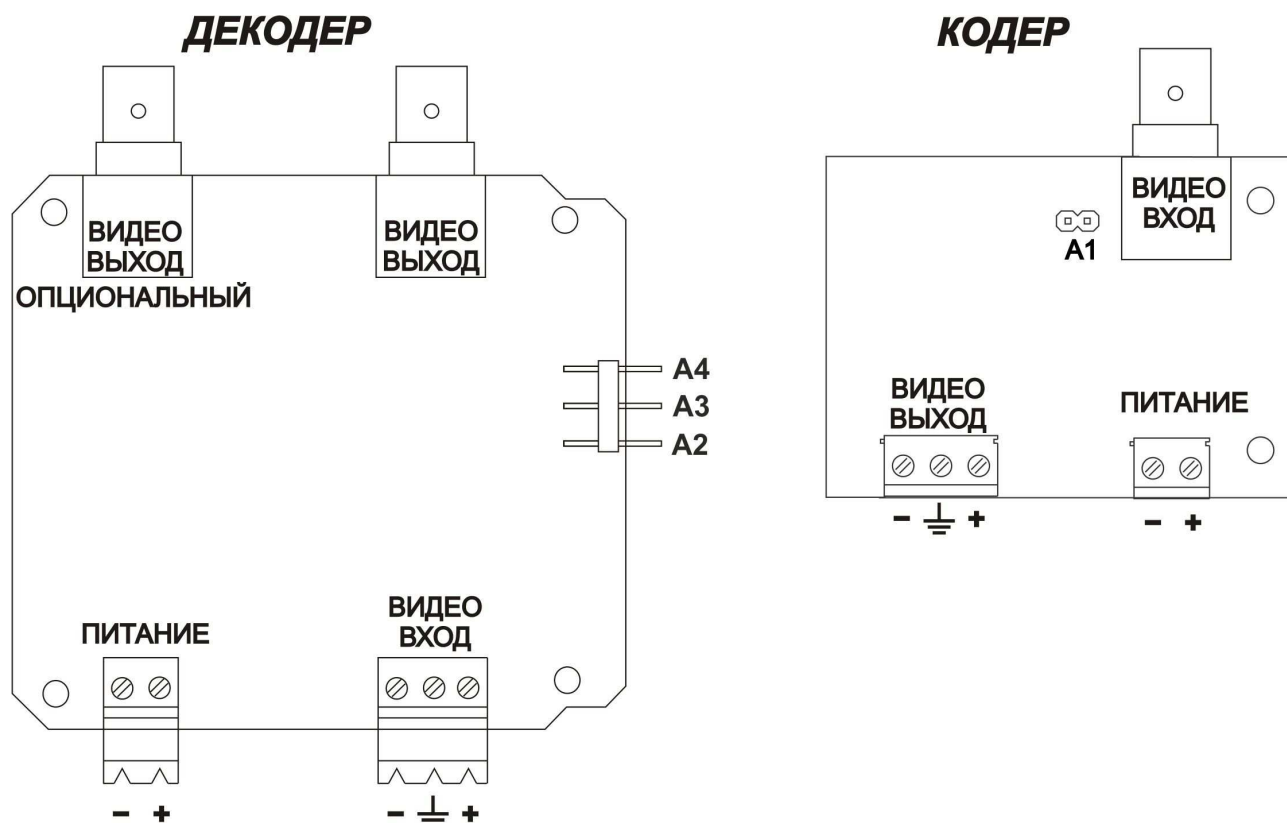 ДЕКОДЕР
ВИДЕО
ВЫХОД
ОПЦИОНАЛЬНЫЙ
ВИДЕО
ВЫХОД
A4
A3
A2
ПИТАНИЕ
- +
ВИДЕО
ВХОД
- +
КОДЕР
ВИДЕО
ВХОД
A1
ВИДЕО
ВЫХОД
- +
ПИТАНИЕ
- +